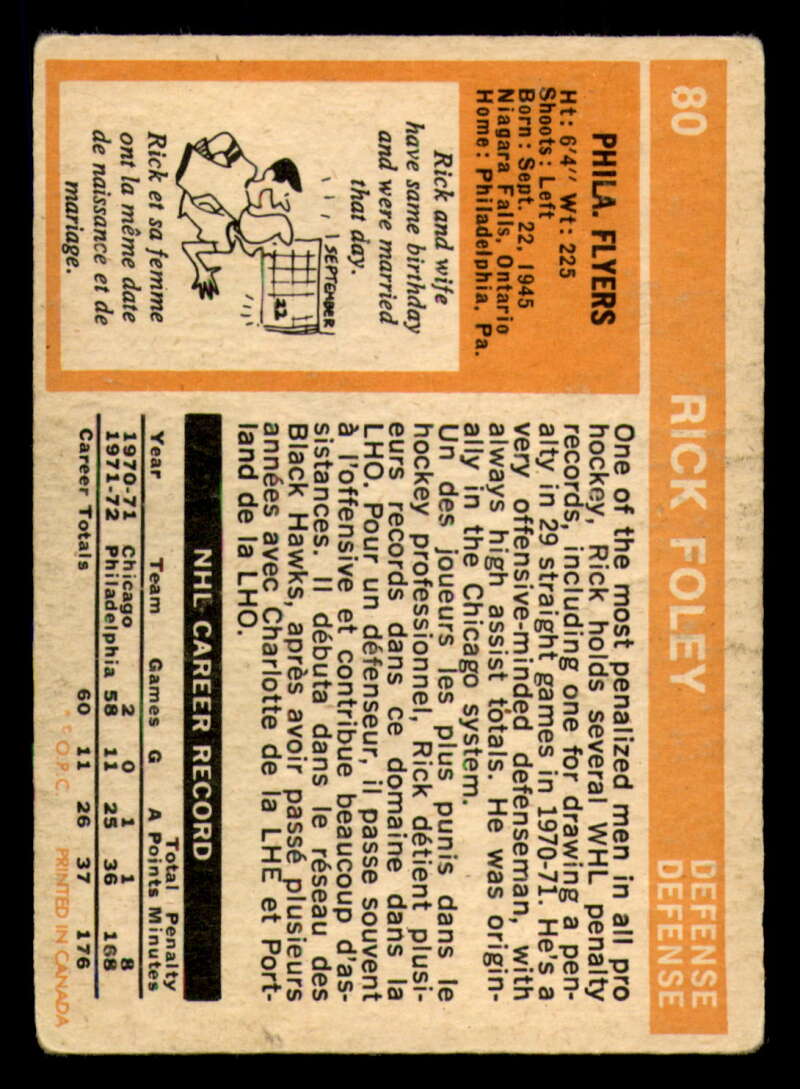 80
RICK FOLEY
DEFENSE
DEFENSE
PHILA. FLYERS
Ht: 6'4" Wt: 225
Shoots: Left
Born: Sept. 22, 1945
Niagara Falls, Ontario
Home: Philadelphia, Pa.
Rick and wife
have same birthday
and were married
that day.
SEPTEMBER
22
Rick et sa femme
ont la même date
de naissance et de
mariage.
One of the most penalized men in all pro
hockey, Rick holds several WHL penalty
records, including one for drawing a pen-
alty in 29 straight games in 1970-71. He's a
very offensive-minded defenseman, with
always high assist totals. He was origin-
ally in the Chicago system.
Un des joueurs les plus punis dans le
hockey professionnel, Rick détient plusi-
eurs records dans ce domaine dans la
LHO. Pour un défenseur, il passe souvent
à l'offensive et contribue beaucoup d'as-
sistances. Il débuta dans le réseau des
Black Hawks, après avoir passé plusieurs
années avec Charlotte de la LHE et Port-
land de la LHO.
NHL CAREER RECORD
Total Penalty
Year Team Games G A Points Minutes
1970-71 Chicago 2 0 1 1 8
1971-72 Philadelphia 58 11 25 36 168
Career Totals 60 11 26 37 176
* © O.P.C. PRINTED IN CANADA